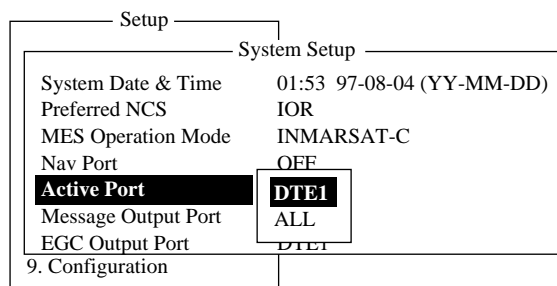 Setup
System Setup
System Date & Time 01:53 97-08-04 (YY-MM-DD)
Preferred NCS IOR
MES Operation Mode INMARSAT-C
Nav Port OFF
Active Port DTE1
Message Output Port ALL
EGC Output Port DTE1
9. Configuration